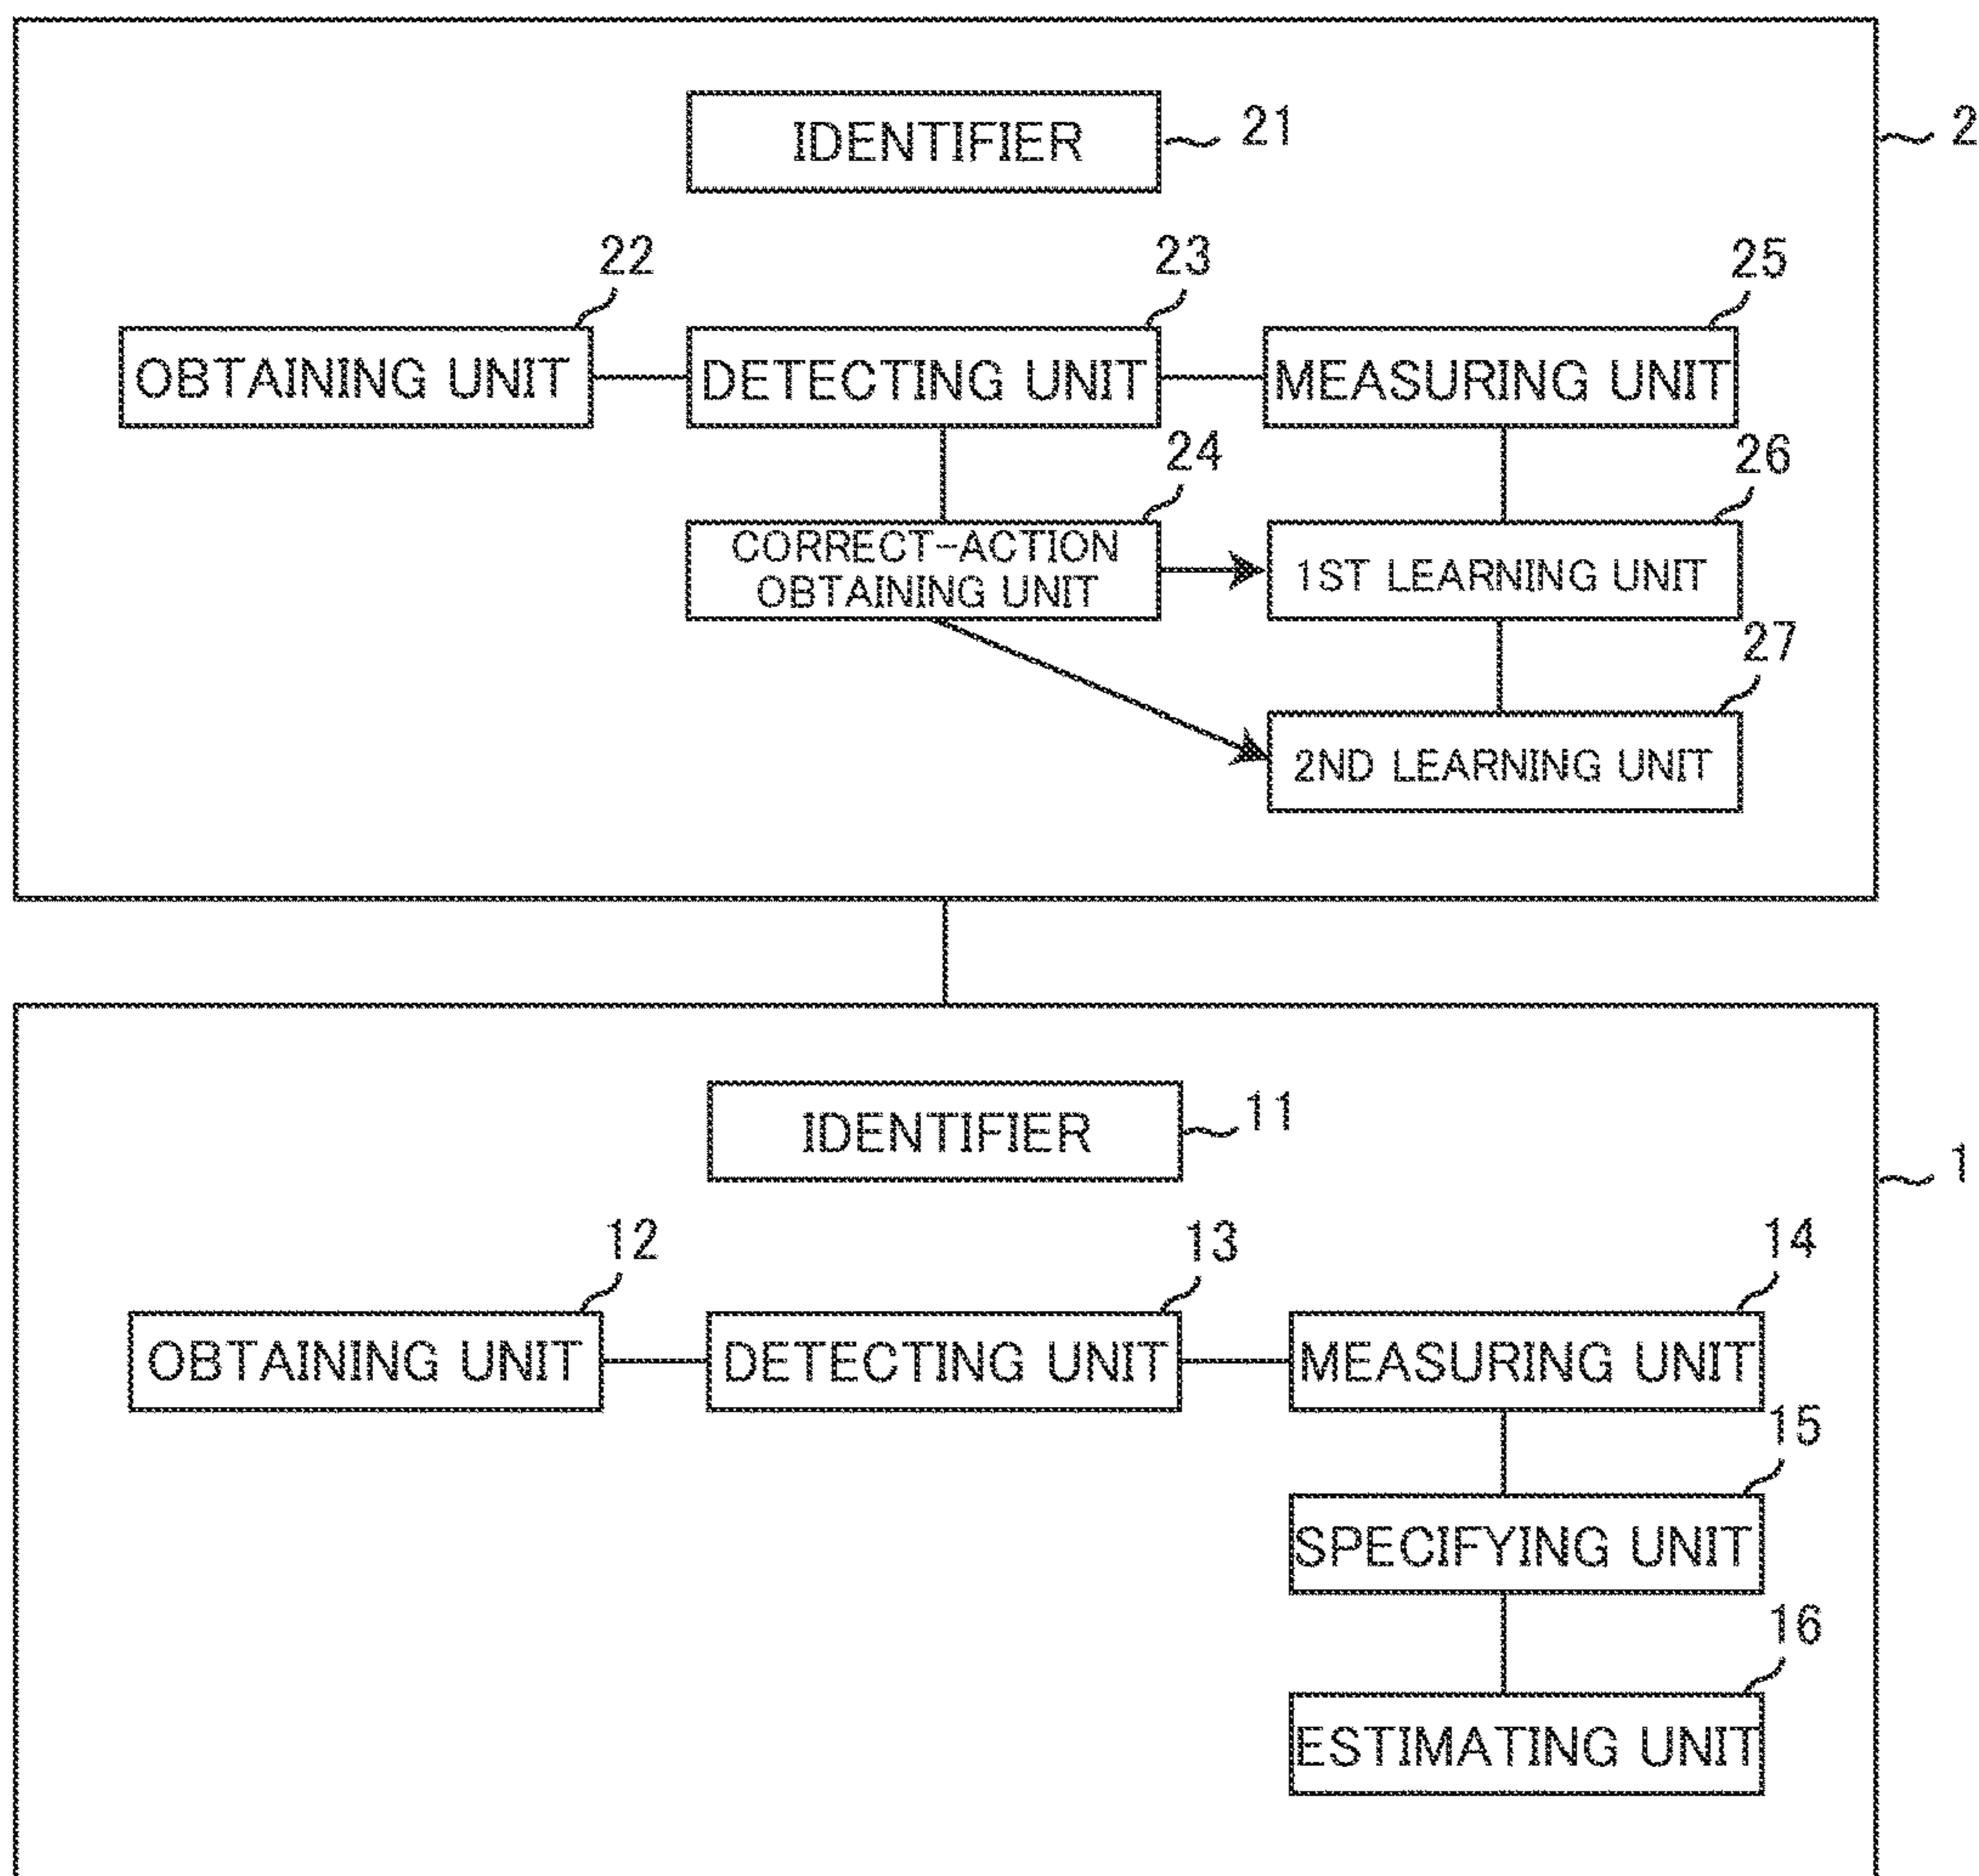 IDENTIFIER
21
2
22
23
25
OBTAINING UNIT
DETECTING UNIT
MEASURING UNIT
24
26
CORRECT-ACTION
OBTAINING UNIT
1ST LEARNING UNIT
27
2ND LEARNING UNIT
IDENTIFIER
11
1
12
13
14
OBTAINING UNIT
DETECTING UNIT
MEASURING UNIT
15
SPECIFYING UNIT
16
ESTIMATING UNIT